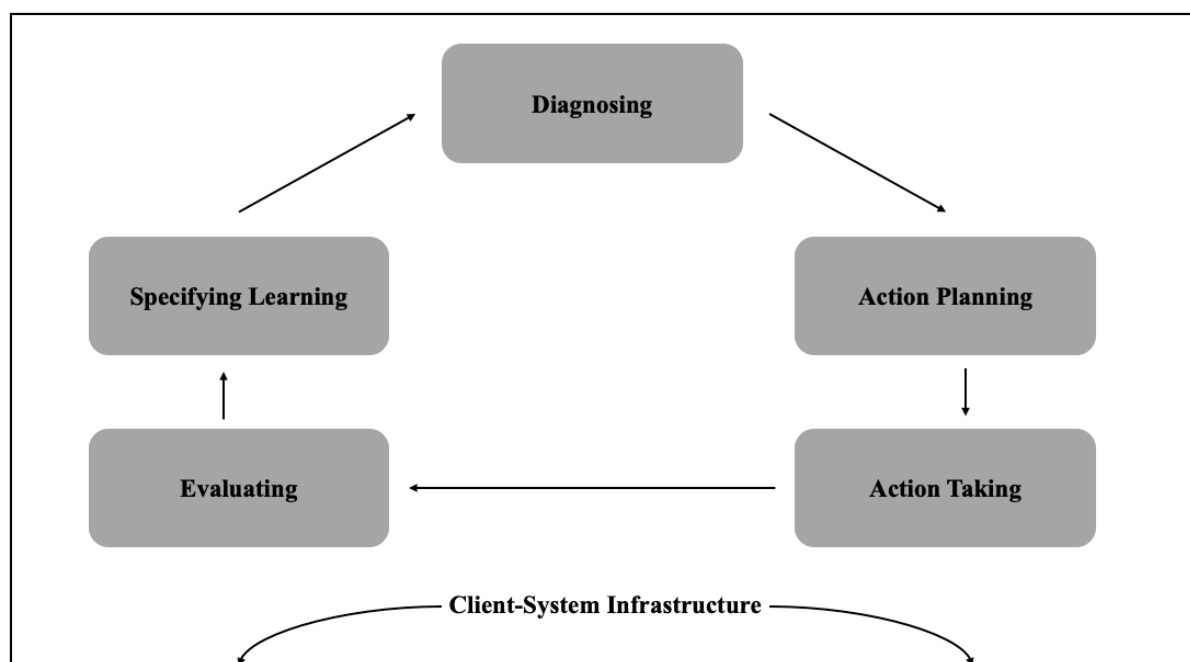 Diagnosing
Specifying Learning
Action Planning
Evaluating
Action Taking
Client-System Infrastructure